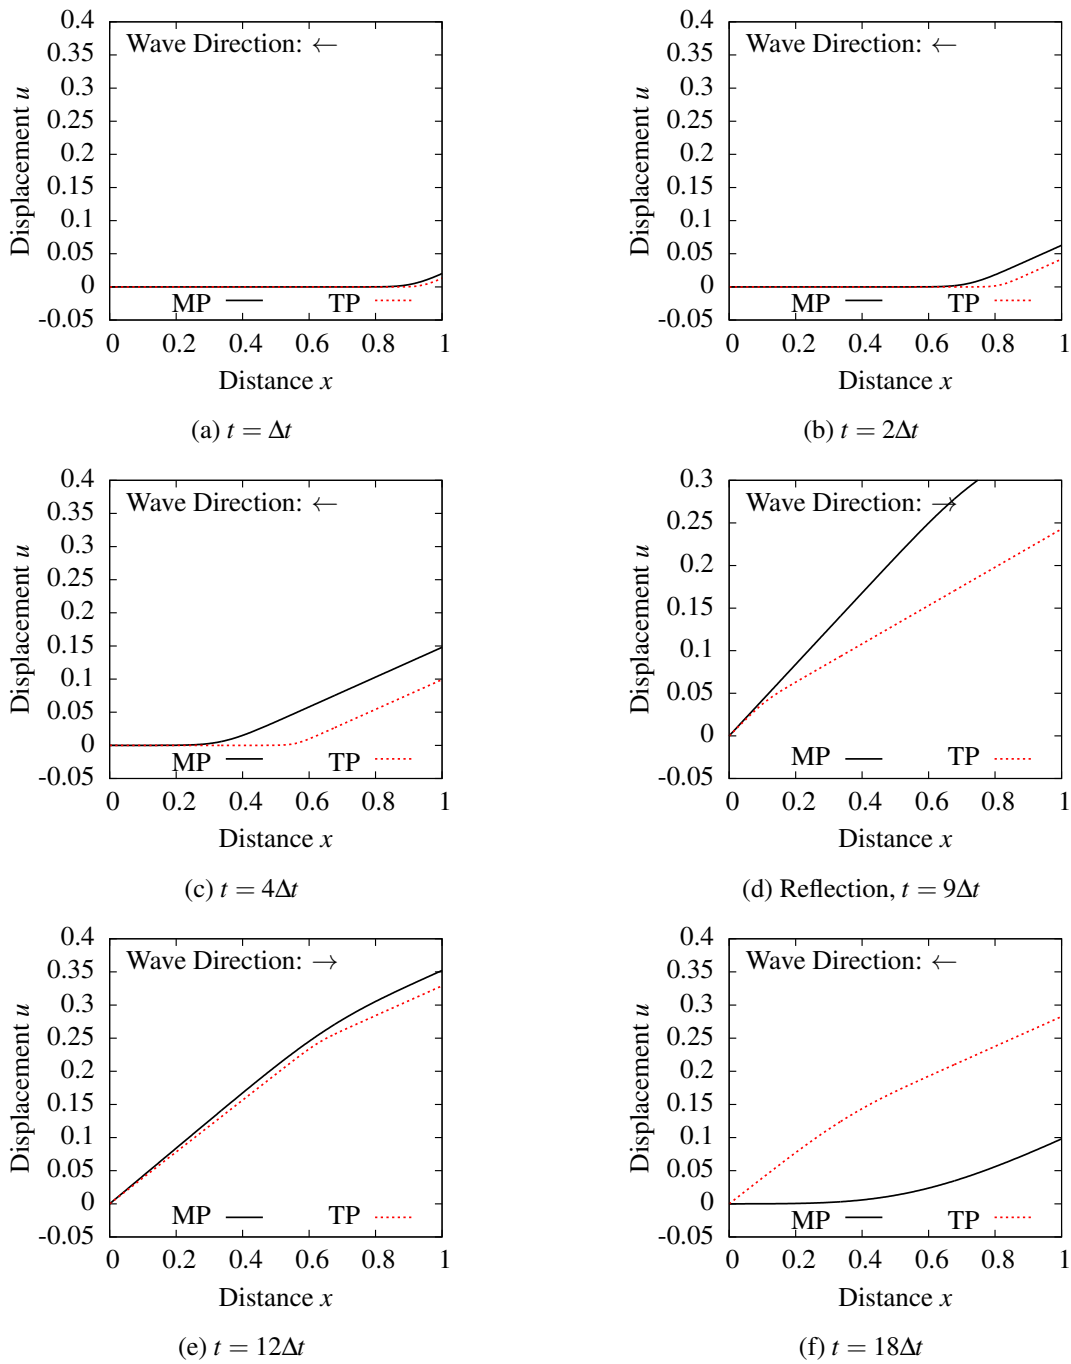 0.4
0.35
0.3
0.25
0.2
0.15
0.1
0.05
0
-0.05
Displacement u
Wave Direction: ←
MP
TP
0 0.2 0.4 0.6 0.8 1
Distance x
(a) t = Δt
0.4
0.35
0.3
0.25
0.2
0.15
0.1
0.05
0
-0.05
Displacement u
Wave Direction: ←
MP
TP
0 0.2 0.4 0.6 0.8 1
Distance x
(b) t = 2Δt
0.4
0.35
0.3
0.25
0.2
0.15
0.1
0.05
0
-0.05
Displacement u
Wave Direction: ←
MP
TP
0 0.2 0.4 0.6 0.8 1
Distance x
(c) t = 4Δt
0.3
0.25
0.2
0.15
0.1
0.05
0
-0.05
Displacement u
Wave Direction: →
MP
TP
0 0.2 0.4 0.6 0.8 1
Distance x
(d) Reflection, t = 9Δt
0.4
0.35
0.3
0.25
0.2
0.15
0.1
0.05
0
-0.05
Displacement u
Wave Direction: →
MP
TP
0 0.2 0.4 0.6 0.8 1
Distance x
(e) t = 12Δt
0.4
0.35
0.3
0.25
0.2
0.15
0.1
0.05
0
-0.05
Displacement u
Wave Direction: ←
MP
TP
0 0.2 0.4 0.6 0.8 1
Distance x
(f) t = 18Δt